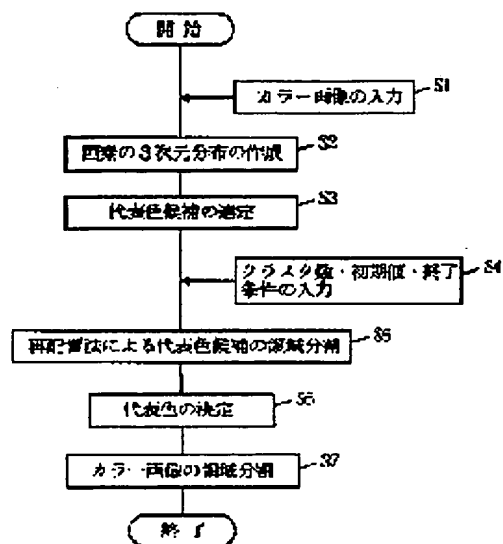 開始
カラー画像の入力
S1
画素の3次元分布の作成
S2
代表色候補の選定
S3
クラスタ数・初期値・終了
条件の入力
S4
再配置法による代表色候補の領域分割
S5
代表色の決定
S6
カラー画像の領域分割
S7
終了